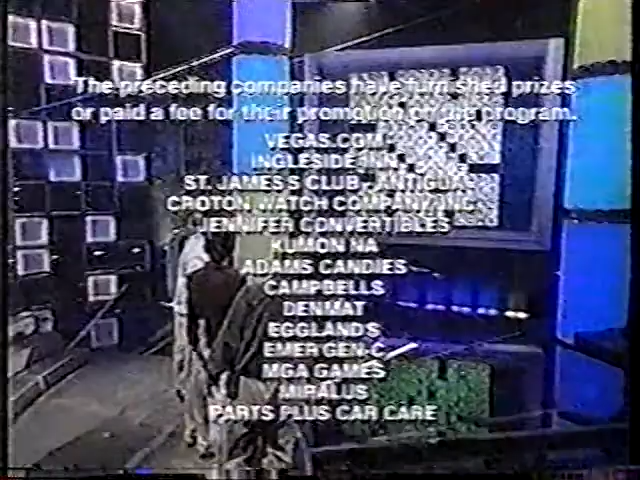 The preceding companies have furnished prizes
or paid a fee for their promotion on the program.
VEGAS.COM
INGLESIDE INN
ST. JAMES'S CLUB - ANTIGUA
CROTON WATCH COMPANY, INC.
JENNIFER CONVERTIBLES
KUMON NA
ADAMS CANDIES
CAMPBELLS
DENMAT
EGGLANDS
EMERGEN-C
MGA GAMES
MIRALUS
PARTS PLUS CAR CARE